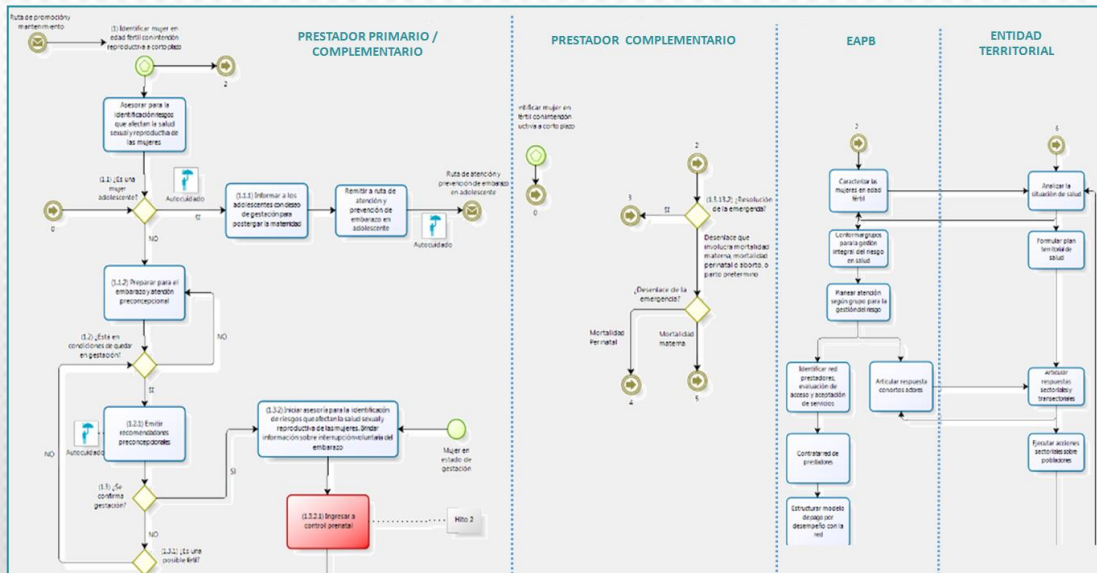 Ruta de promoción y
mantenimiento
(1) Identificar mujer en
edad fértil con intención
reproductiva a corto plazo
2
Asesorar para la
identificación riesgos
que afectan la salud
sexual y reproductiva de
las mujeres
(1.1) ¿Es una
mujer
adolescente?
0
Autocuidado
SI
NO
(1.1.1) Informar a los
adolescentes con deseo
de gestación para
postergar la maternidad
Remitir a ruta de
atención y
prevención de
embarazo en
adolescente
Autocuidado
Ruta de atención y
prevención de embarazo
en adolescente
(1.1.2) Preparar para el
embarazo y atención
preconcepcional
(1.2) ¿Está en
condiciones de quedar
en gestación?
NO
SI
(1.2.1) Emitir
recomendaciones
preconcepcionales
Autocuidado
NO
(1.3) ¿Se
confirma
gestación?
SI
NO
(1.3.1) ¿Es una
posible fértil?
(1.3.2) Iniciar asesoría para la identificación
de riesgos que afectan la salud sexual y
reproductiva de las mujeres. Brindar
información sobre interrupción voluntaria del
embarazo
Mujer en
estado de
gestación
(1.3.2.1) Ingresar a
control prenatal
Hito 2
PRESTADOR PRIMARIO /
COMPLEMENTARIO
PRESTADOR COMPLEMENTARIO
ntificar mujer en
fértil con intención
uctiva a corto plazo
0
2
3
SI
(1.3.13.2) ¿Resolución de
la emergencia?
Desenlace que
involucra mortalidad
materna, mortalidad
perinatal o aborto, o
parto pretermino
¿Desenlace de la
emergencia?
Mortalidad
Perinatal
Mortalidad
materna
4
5
EAPB
2
Caracterizar las
mujeres en edad
fértil
Conformar grupos
para la gestión
integral del riesgo
en salud
Planear atención
según grupo para la
gestión del riesgo
Identificar red
prestadores,
evaluación de
acceso y aceptación
de servicios
Articular respuesta
con otros actores
Contratar red de
prestadores
Estructurar modelo
de pago por
desempeño con la
red
ENTIDAD
TERRITORIAL
6
Analizar la
situación de salud
Formular plan
territorial de
salud
Articular
respuestas
sectoriales y
transectoriales
Ejecutar acciones
sectoriales sobre
poblaciones